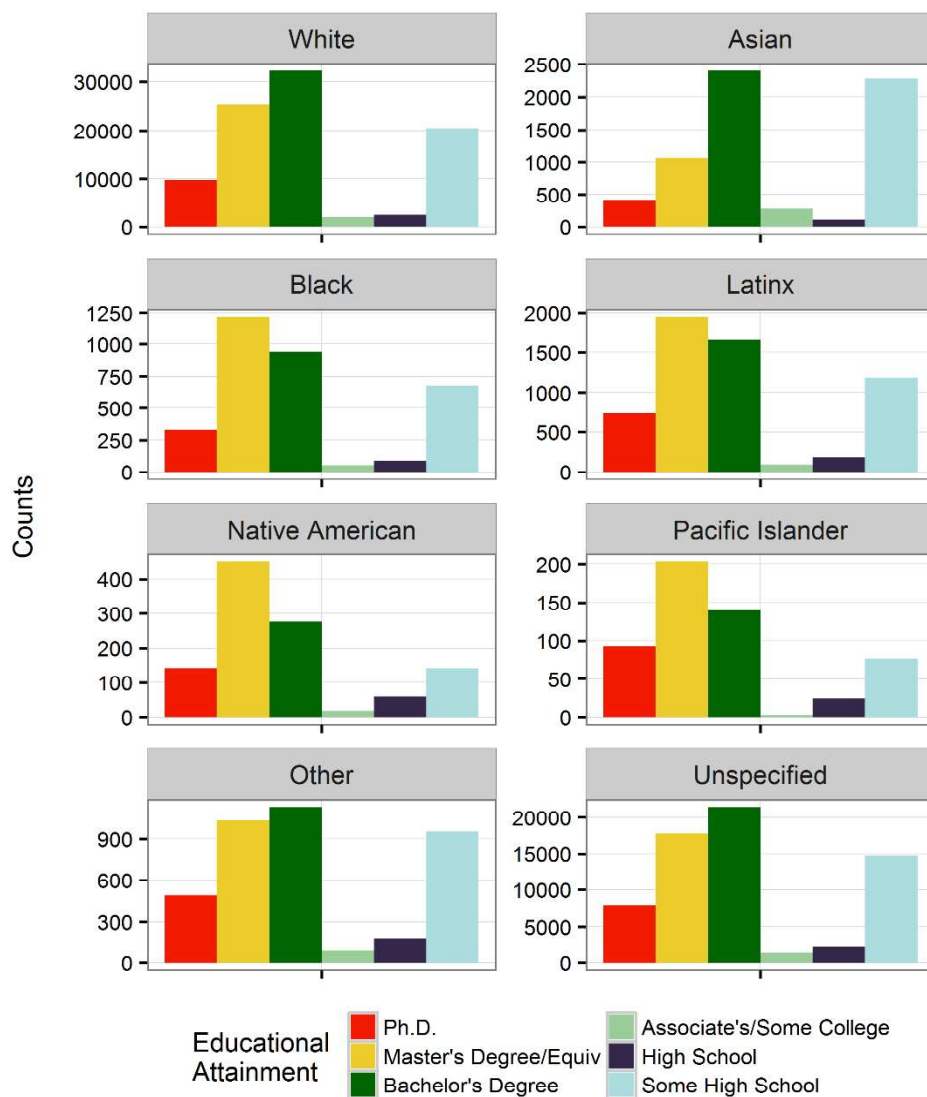 White
30000
20000
10000
0
Asian
2500
2000
1500
1000
500
0
Black
1250
1000
750
500
250
0
Latinx
2000
1500
1000
500
0
Native American
400
300
200
100
0
Pacific Islander
200
150
100
50
0
Other
900
600
300
0
Unspecified
20000
15000
10000
5000
0
Counts
Educational
Attainment
Ph.D.
Master's Degree/Equiv
Bachelor's Degree
Associate's/Some College
High School
Some High School